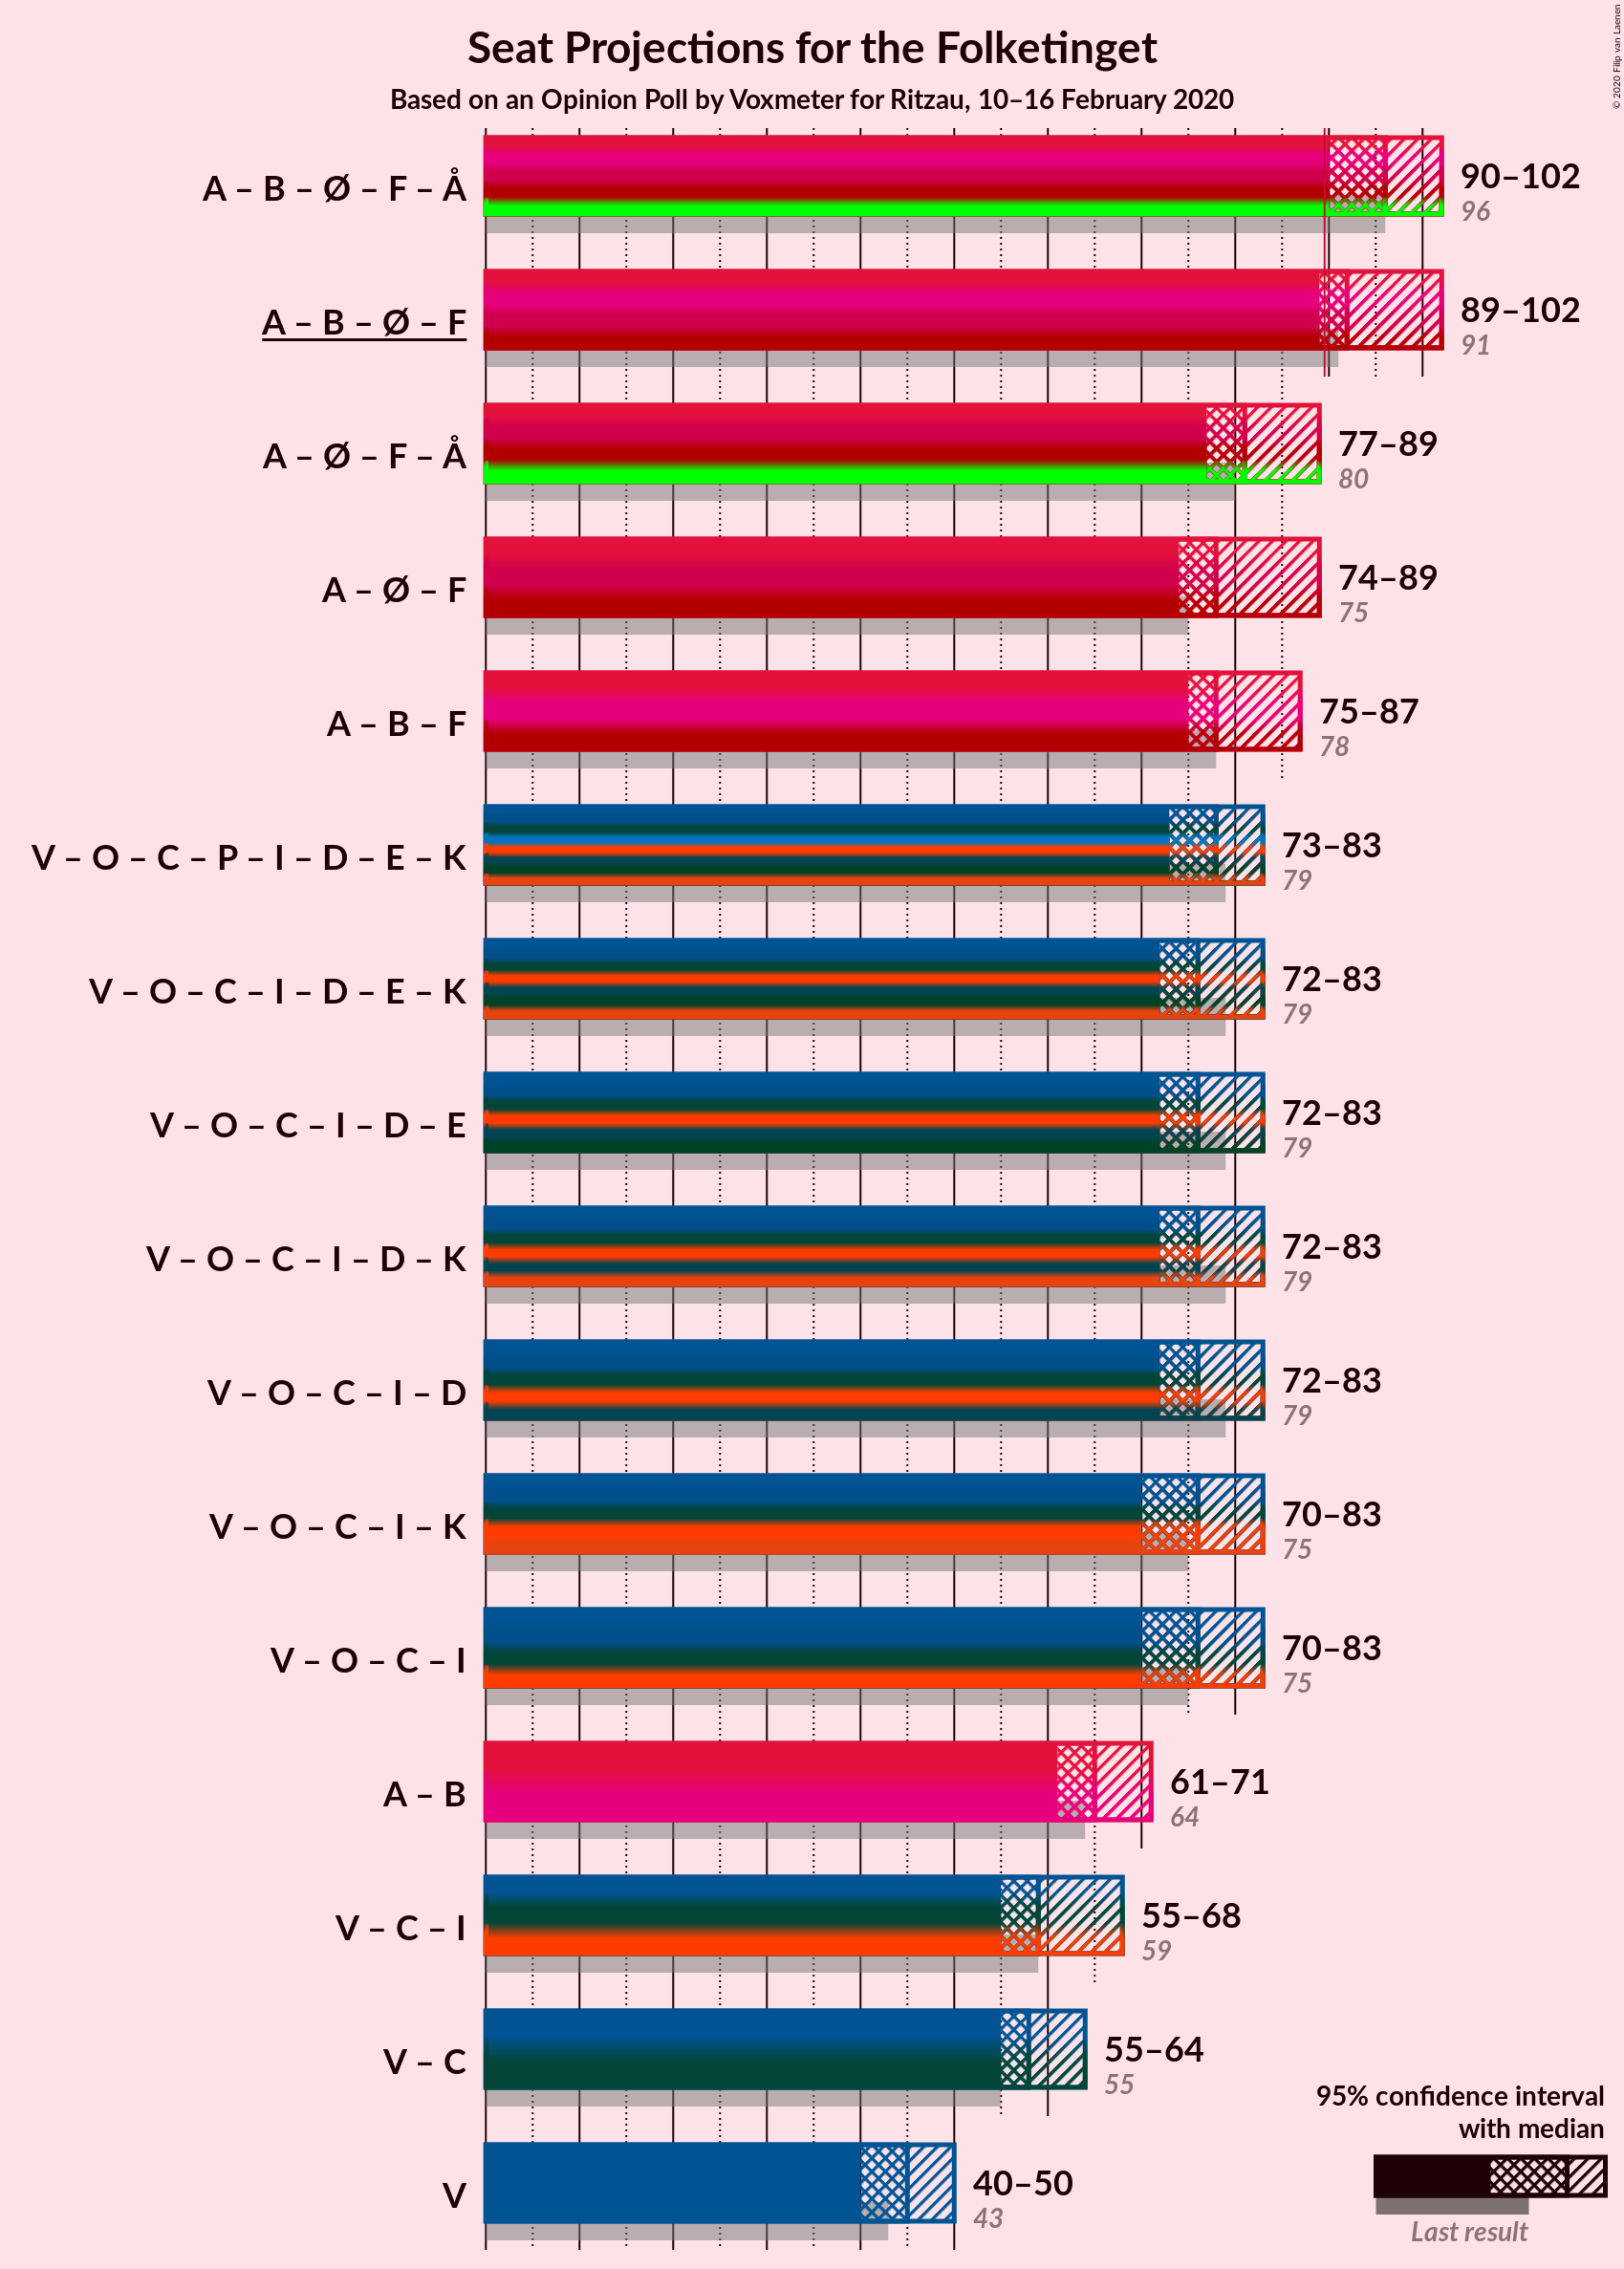 Seat Projections for the Folketinget
Based on an Opinion Poll by Voxmeter for Ritzau, 10–16 February 2020
© 2020 Filip van Laenen
A – B – Ø – F – Å
90–102
96
A – B – Ø – F
89–102
91
A – Ø – F – Å
77–89
80
A – Ø – F
74–89
75
A – B – F
75–87
78
V – O – C – P – I – D – E – K
73–83
79
V – O – C – I – D – E – K
72–83
79
V – O – C – I – D – E
72–83
79
V – O – C – I – D – K
72–83
79
V – O – C – I – D
72–83
79
V – O – C – I – K
70–83
75
V – O – C – I
70–83
75
A – B
61–71
64
V – C – I
55–68
59
V – C
55–64
55
V
40–50
43
95% confidence interval
with median
Last result